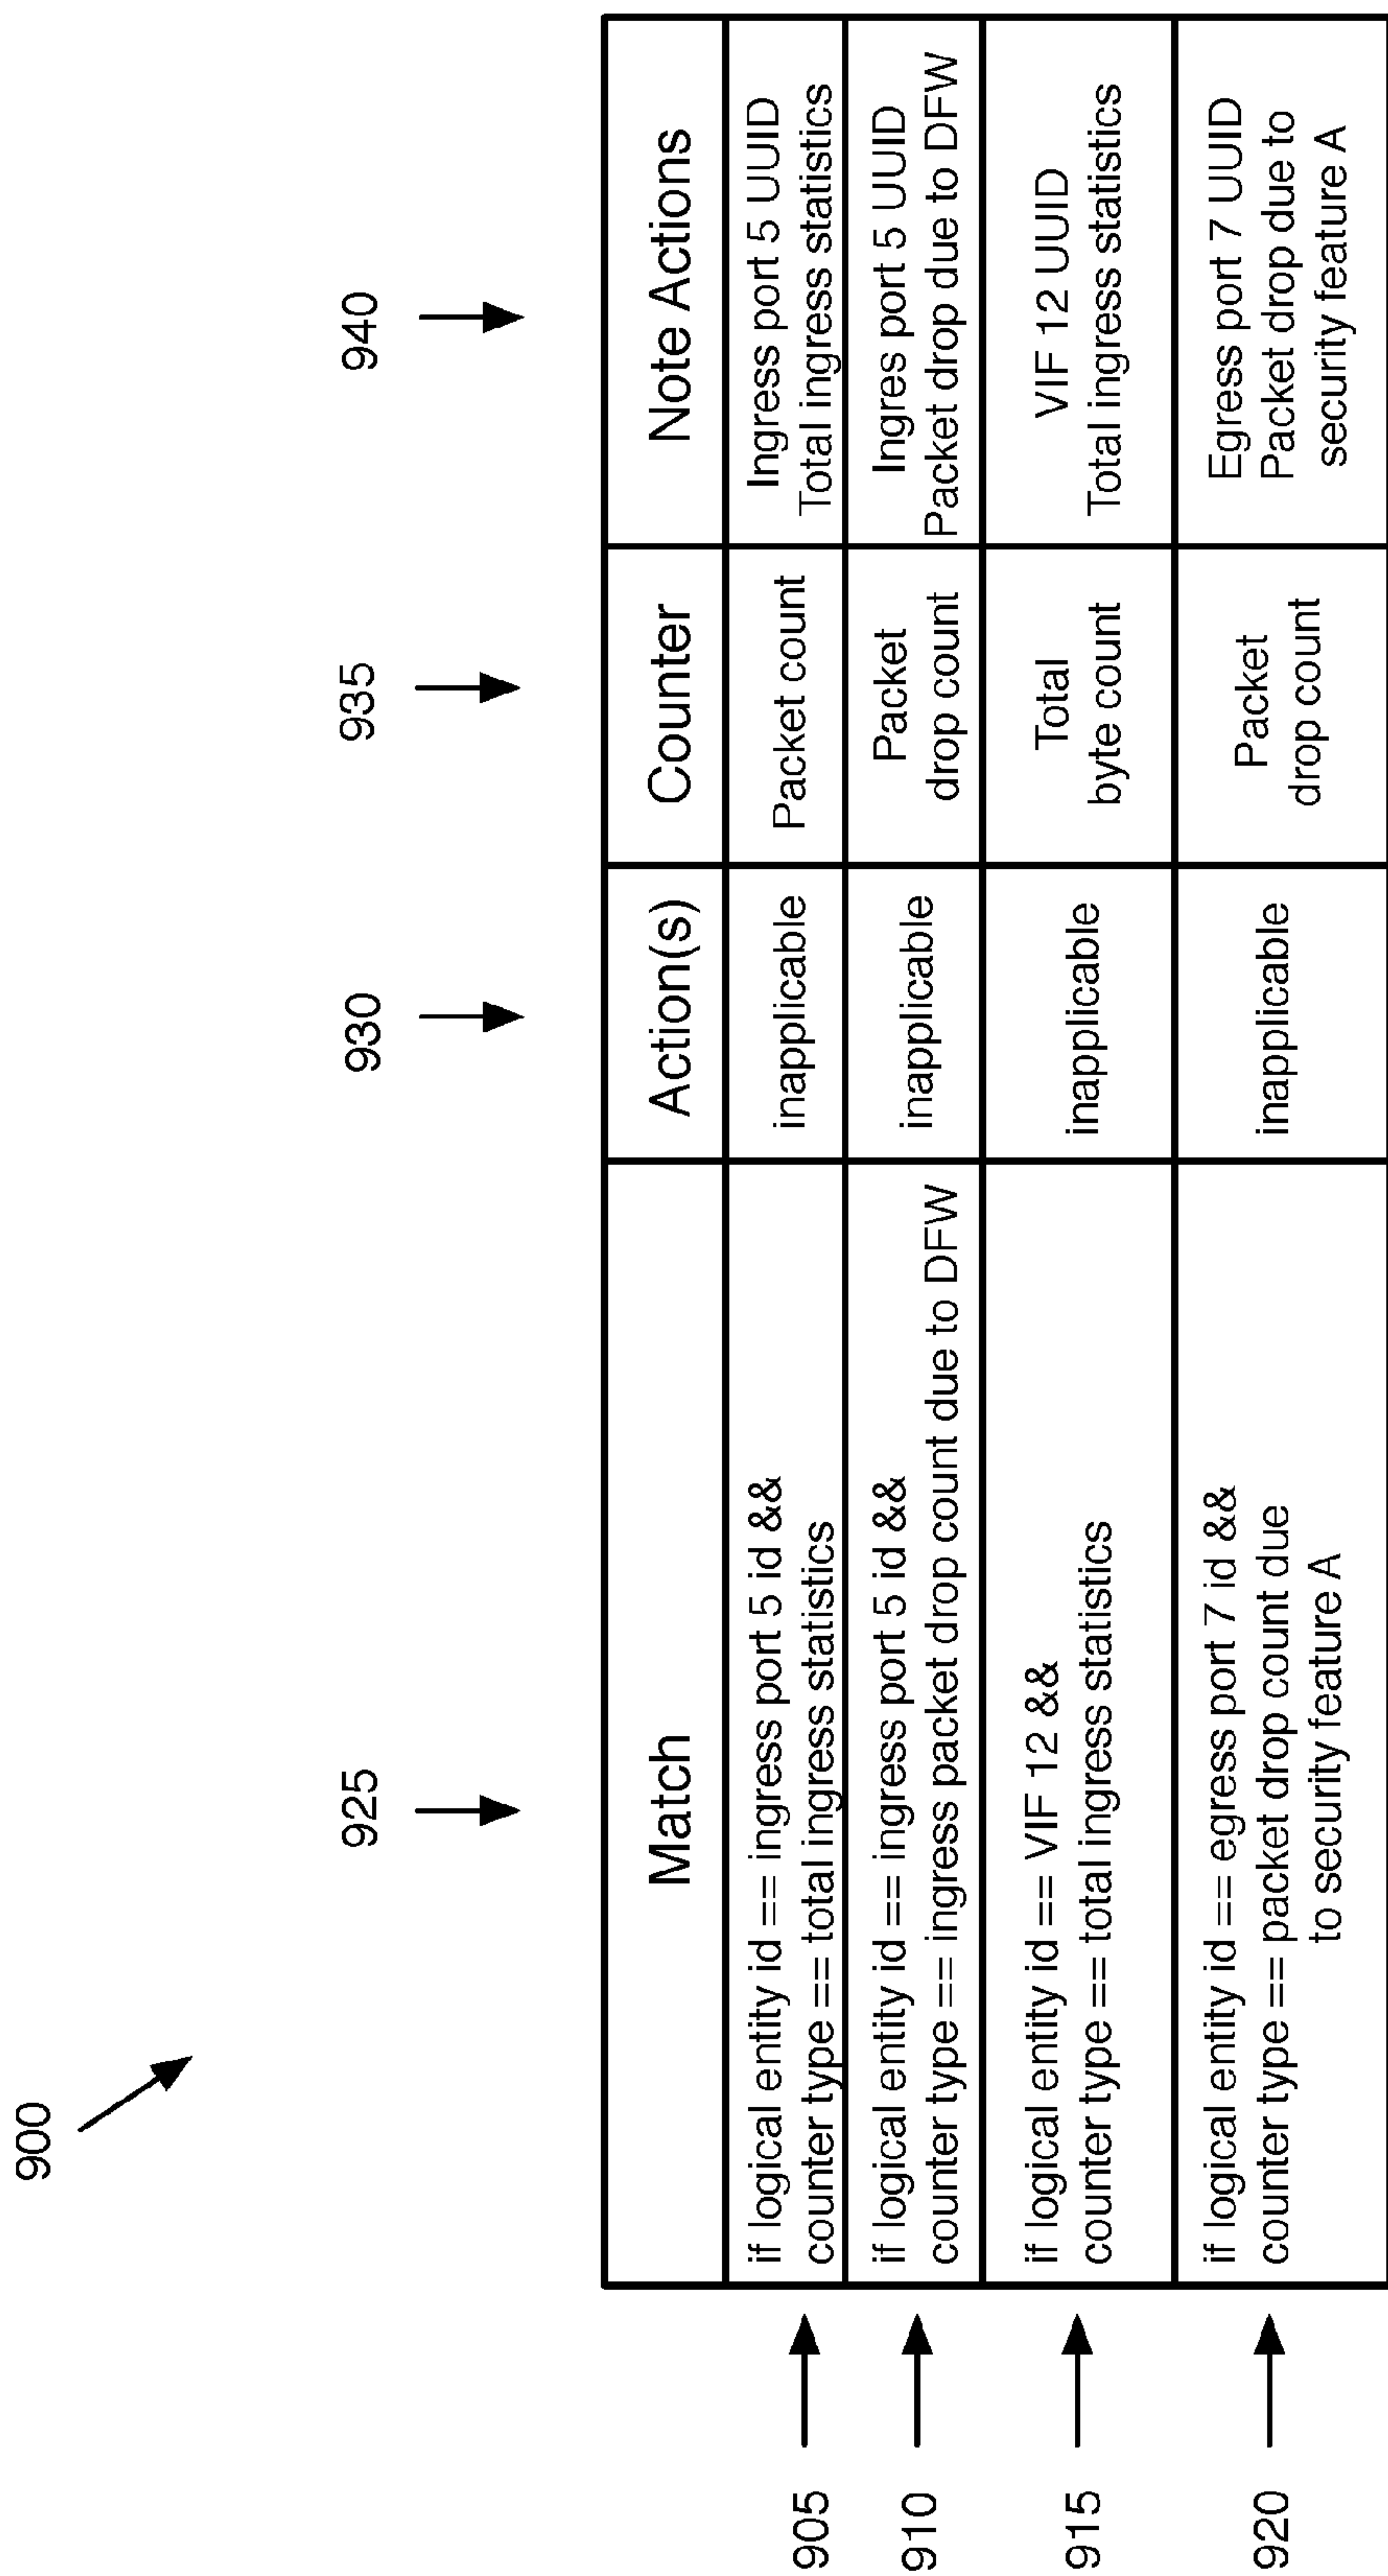 900
925
930
935
940
Match
Action(s)
Counter
Note Actions
905
if logical entity id == ingress port 5 id &&
counter type == total ingress statistics
inapplicable
Packet count
Ingress port 5 UUID
Total ingress statistics
910
if logical entity id == ingress port 5 id &&
counter type == ingress packet drop count due to DFW
inapplicable
Packet
drop count
Ingres port 5 UUID
Packet drop due to DFW
915
if logical entity id == VIF 12 &&
counter type == total ingress statistics
inapplicable
Total
byte count
VIF 12 UUID
Total ingress statistics
920
if logical entity id == egress port 7 id &&
counter type == packet drop count due
to security feature A
inapplicable
Packet
drop count
Egress port 7 UUID
Packet drop due to
security feature A